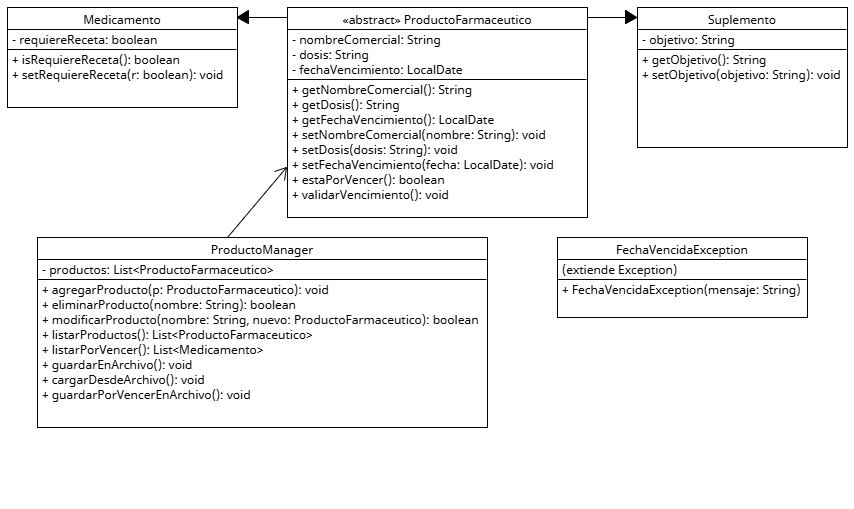 Medicamento
- requiereReceta: boolean
+ isRequiereReceta(): boolean
+ setRequiereReceta(r: boolean): void
«abstract» ProductoFarmaceutico
- nombreComercial: String
- dosis: String
- fechaVencimiento: LocalDate
+ getNombreComercial(): String
+ getDosis(): String
+ getFechaVencimiento(): LocalDate
+ setNombreComercial(nombre: String): void
+ setDosis(dosis: String): void
+ setFechaVencimiento(fecha: LocalDate): void
+ estaPorVencer(): boolean
+ validarVencimiento(): void
Suplemento
- objetivo: String
+ getObjetivo(): String
+ setObjetivo(objetivo: String): void
ProductoManager
- productos: List<ProductoFarmaceutico>
+ agregarProducto(p: ProductoFarmaceutico): void
+ eliminarProducto(nombre: String): boolean
+ modificarProducto(nombre: String, nuevo: ProductoFarmaceutico): boolean
+ listarProductos(): List<ProductoFarmaceutico>
+ listarPorVencer(): List<Medicamento>
+ guardarEnArchivo(): void
+ cargarDesdeArchivo(): void
+ guardarPorVencerEnArchivo(): void
FechaVencidaException
(extiende Exception)
+ FechaVencidaException(mensaje: String)